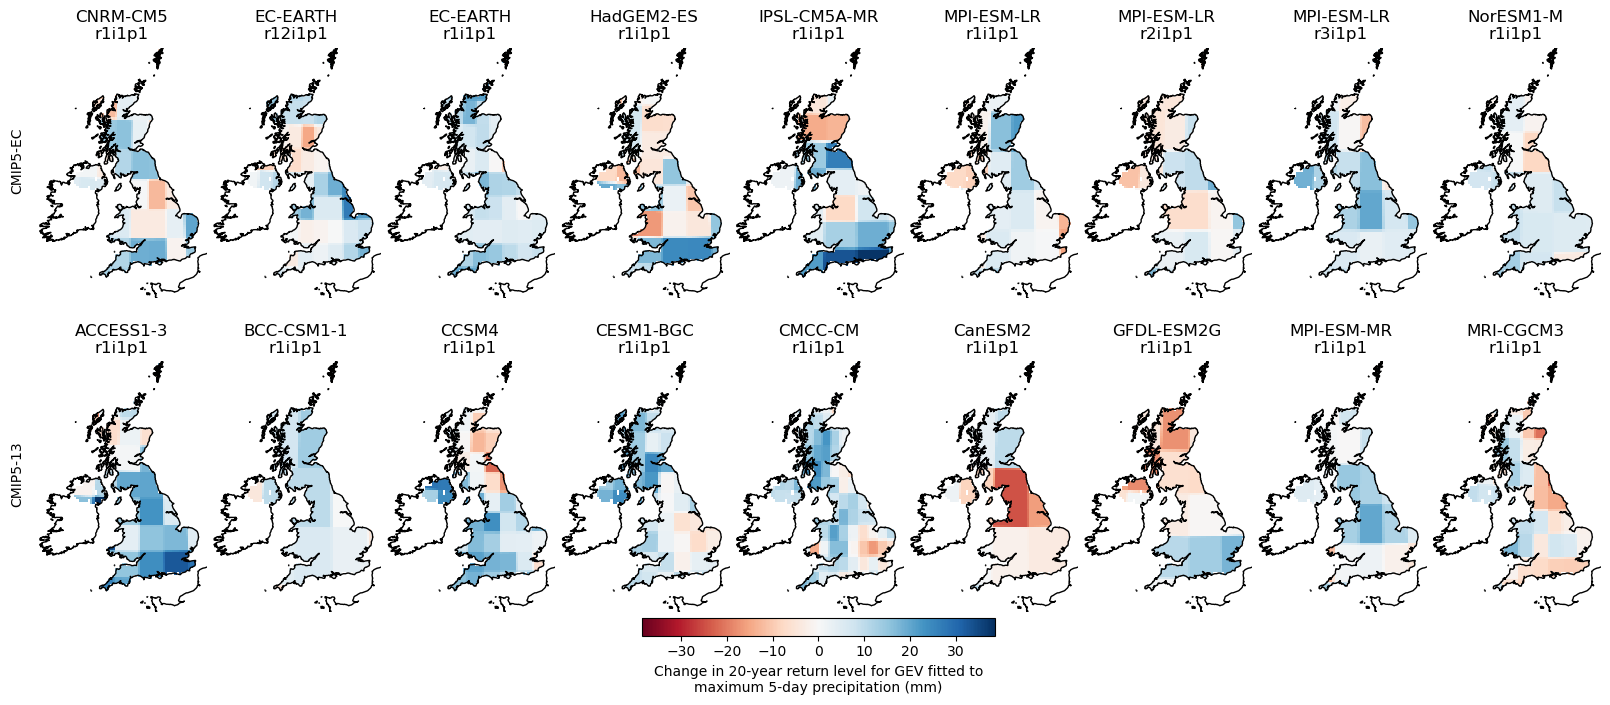 CNRM-CM5 EC-EARTH EC-EARTH HadGEM2-ES IPSL-CM5A-MR MPI-ESM-LR MPI-ESM-LR MPI-ESM-LR NorESM1-M
r1i1p1 r12i1p1 r1i1p1 r1i1p1 r1i1p1 r1i1p1 r2i1p1 r3i1p1 r1i1p1
CMIP5-EC
ACCESS1-3 BCC-CSM1-1 CCSM4 CESM1-BGC CMCC-CM CanESM2 GFDL-ESM2G MPI-ESM-MR MRI-CGCM3
r1i1p1 r1i1p1 r1i1p1 r1i1p1 r1i1p1 r1i1p1 r1i1p1 r1i1p1 r1i1p1
CMIP5-13
−30 −20 −10 0 10 20 30
Change in 20-year return level for GEV fitted to
maximum 5-day precipitation (mm)